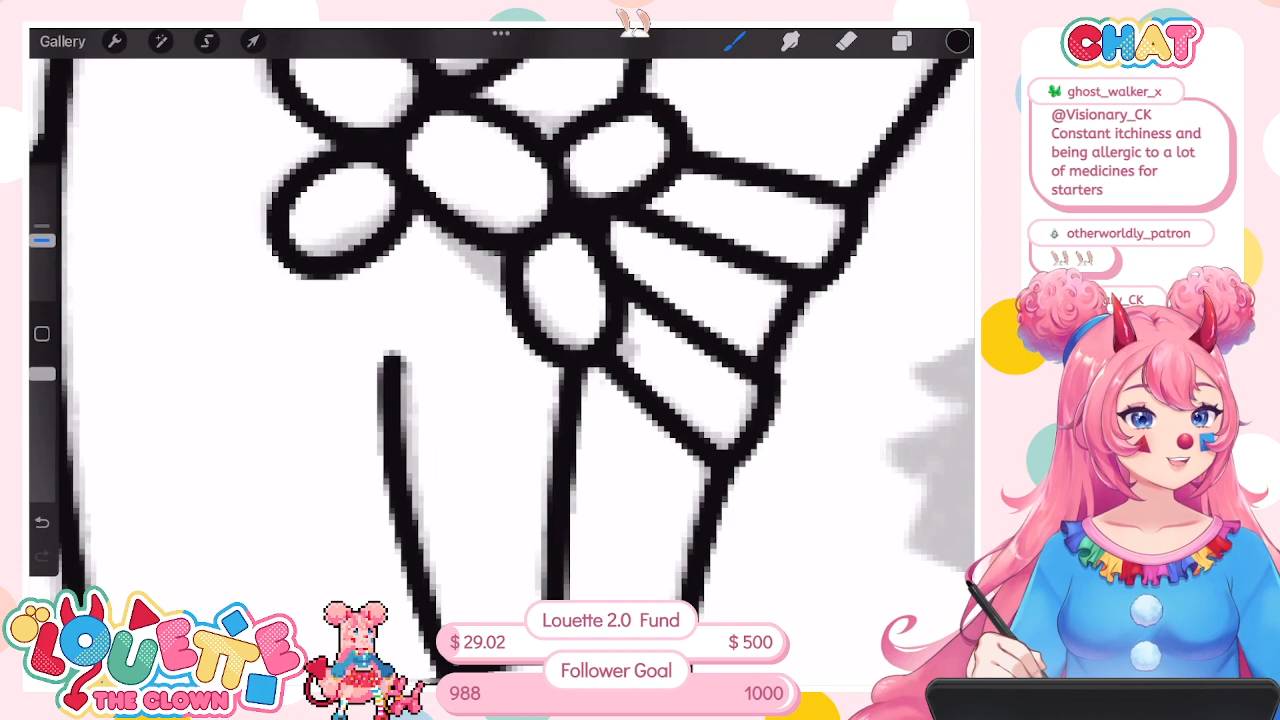 Gallery
CHAT
ghost_walker_x
@Visionary_CK
Constant itchiness and
being allergic to a lot
of medicines for
starters
otherworldly_patron
_CK
LOUETTE
THE CLOWN
Louette 2.0 Fund
$ 29.02
$ 500
Follower Goal
988
1000